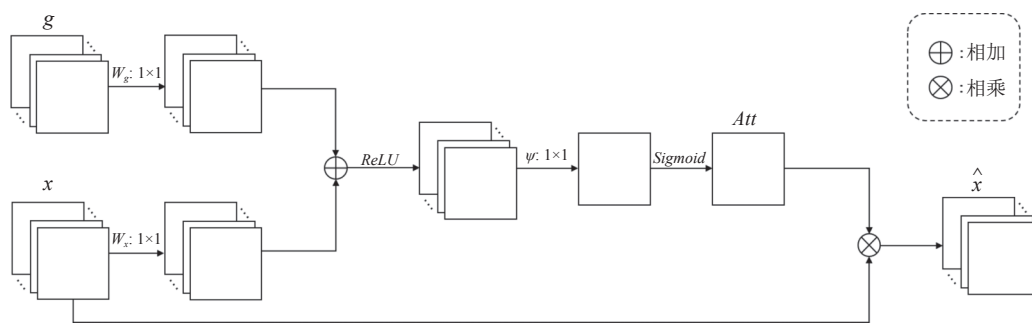 g
W_g: 1×1
⊕:相加
⊗:相乘
ReLU
ψ: 1×1
Sigmoid
Att
x
W_x: 1×1
x̂